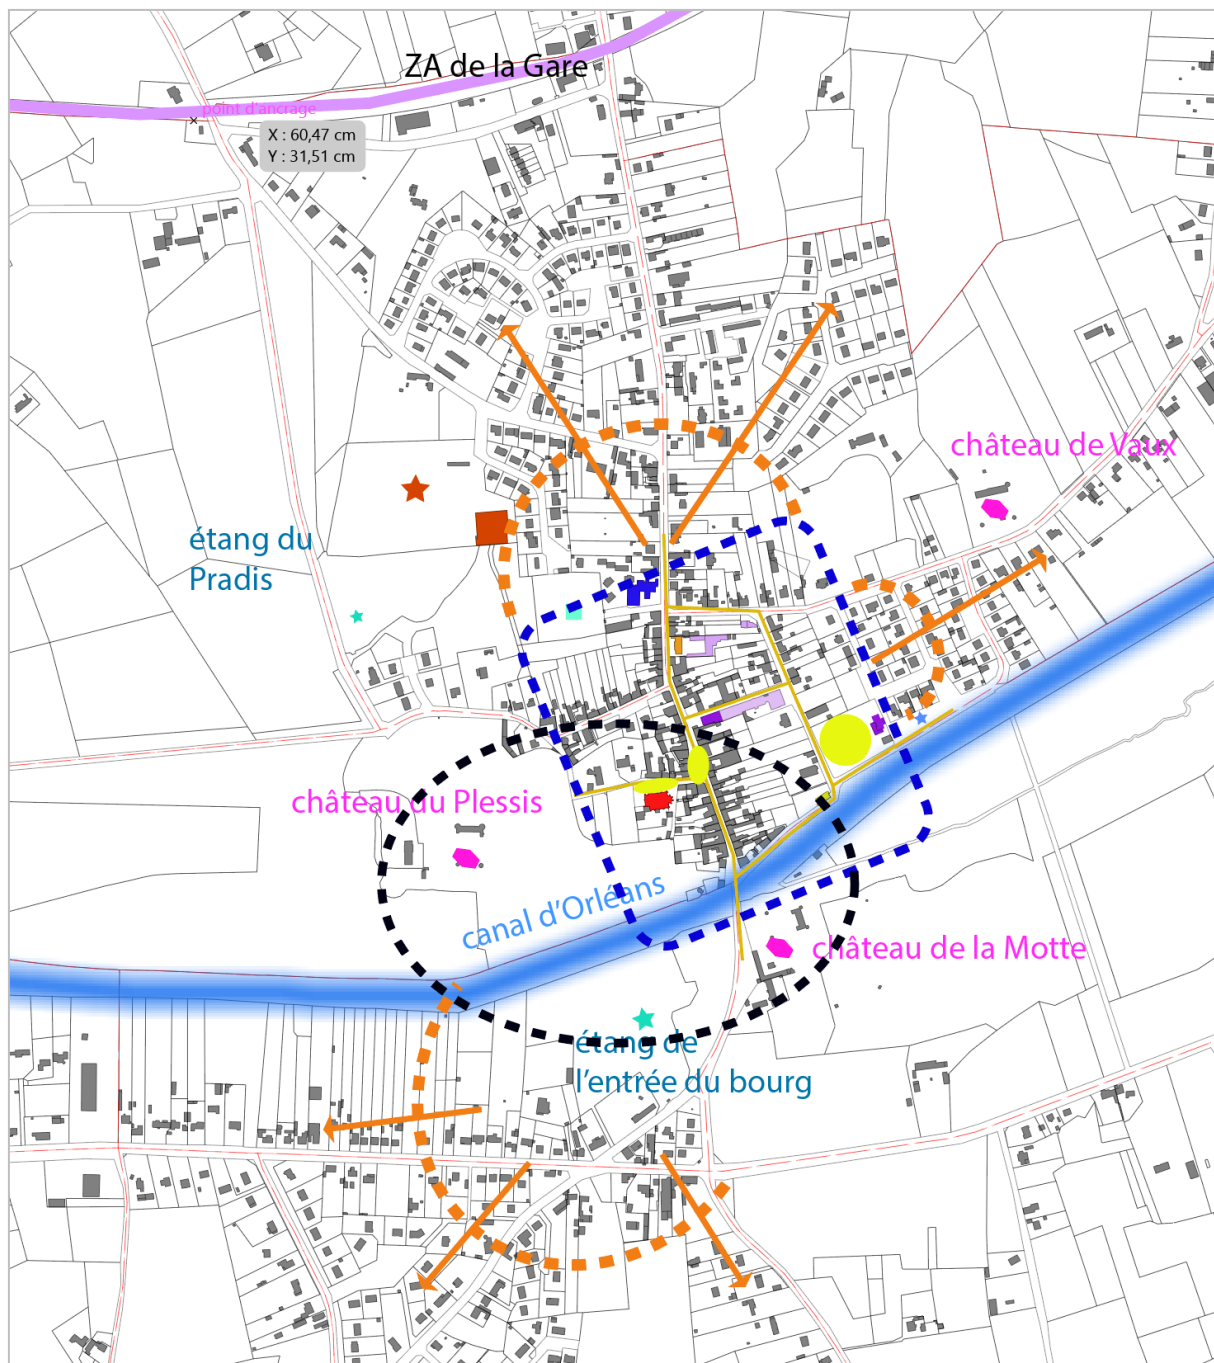 ZA de la Gare
point d'ancrage
X : 60,47 cm
Y : 31,51 cm
château de Vaux
étang du
Pradis
château du Plessis
canal d'Orléans
château de la Motte
étang de
l'entrée du bourg